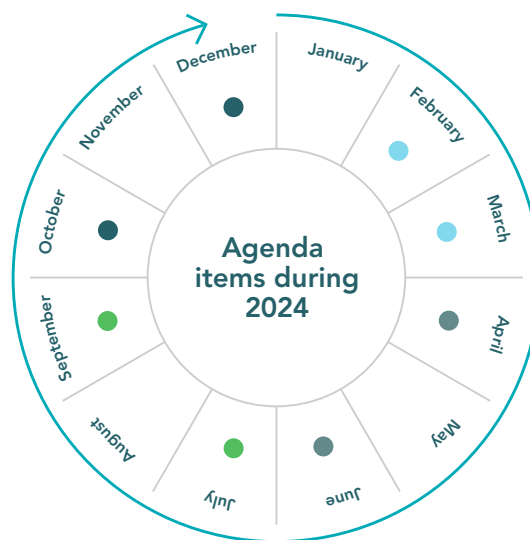 January
February
March
April
May
June
July
August
September
October
November
December
Agenda
items during
2024